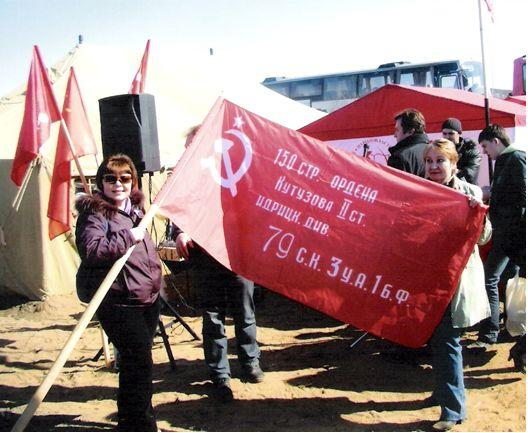 150 СТР. ОРДЕНА
КУТУЗОВА II СТ.
ИДРИЦК. ДИВ.
79 С.К. 3 У.А. 1 Б.Ф.